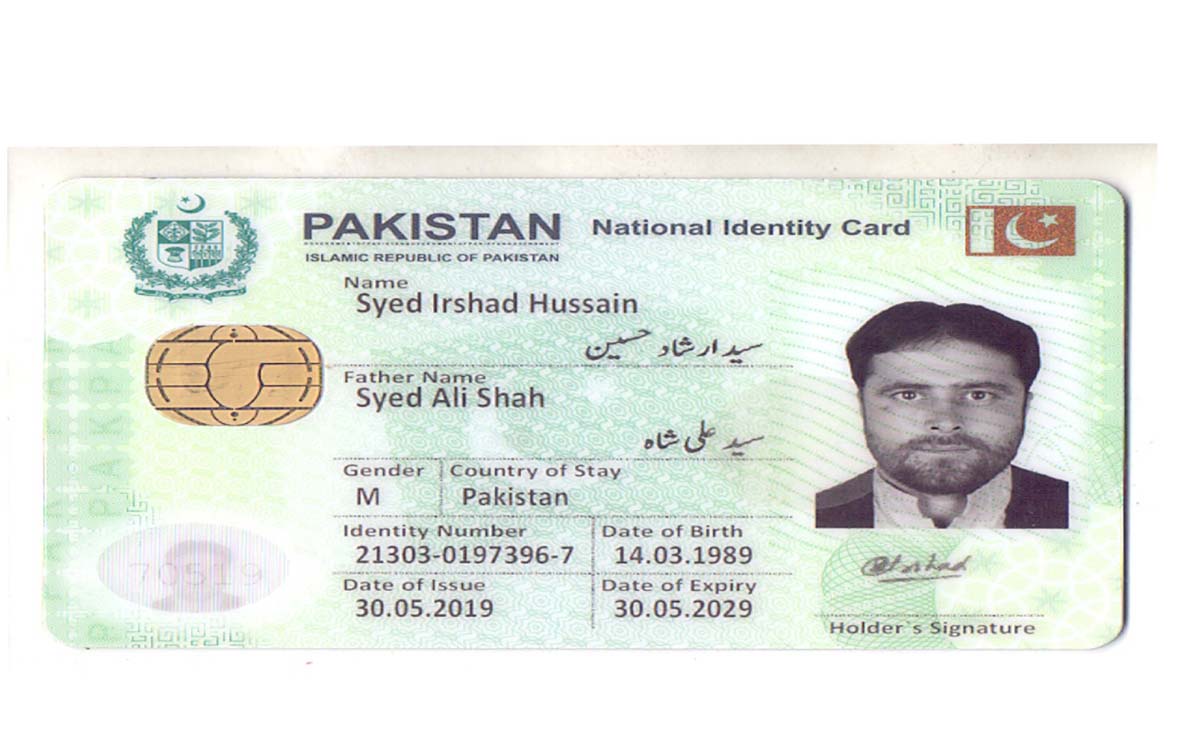 PAKISTAN National Identity Card
ISLAMIC REPUBLIC OF PAKISTAN
Name
Syed Irshad Hussain
سید ارشاد حسین
Father Name
Syed Ali Shah
سید علی شاہ
Gender Country of Stay
M Pakistan
Identity Number Date of Birth
21303-0197396-7 14.03.1989
Date of Issue Date of Expiry
30.05.2019 30.05.2029
70519
Holder`s Signature